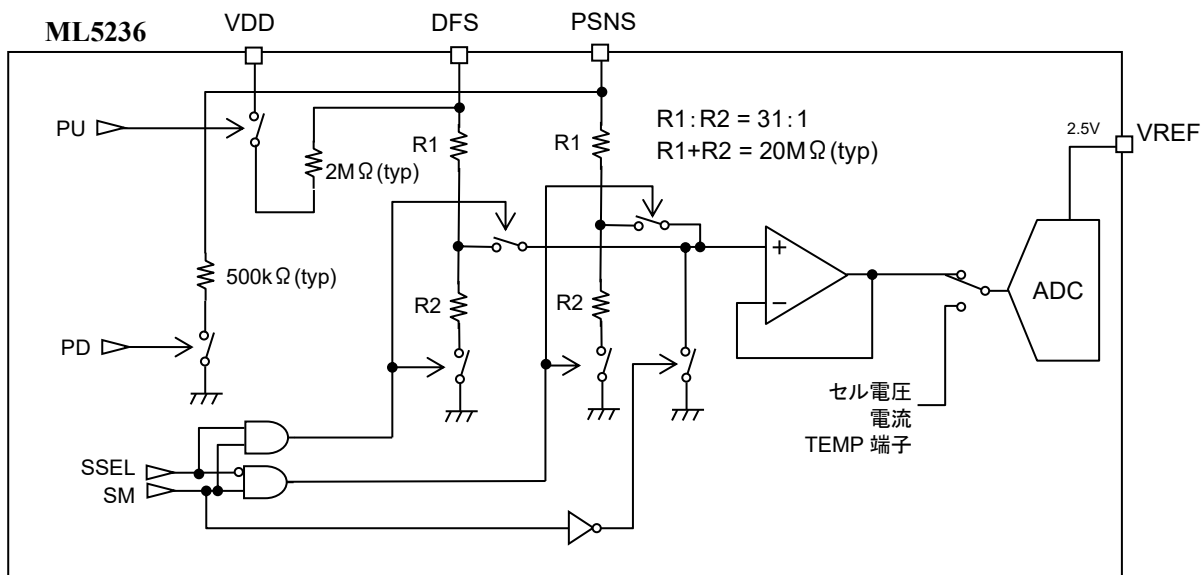 ML5236
VDD
DFS
PSNS
PU
R1
R1
R1:R2 = 31:1
R1+R2 = 20MΩ(typ)
2.5V
VREF
2MΩ(typ)
500kΩ(typ)
R2
R2
+
−
ADC
PD
セル電圧
電流
TEMP 端子
SSEL
SM